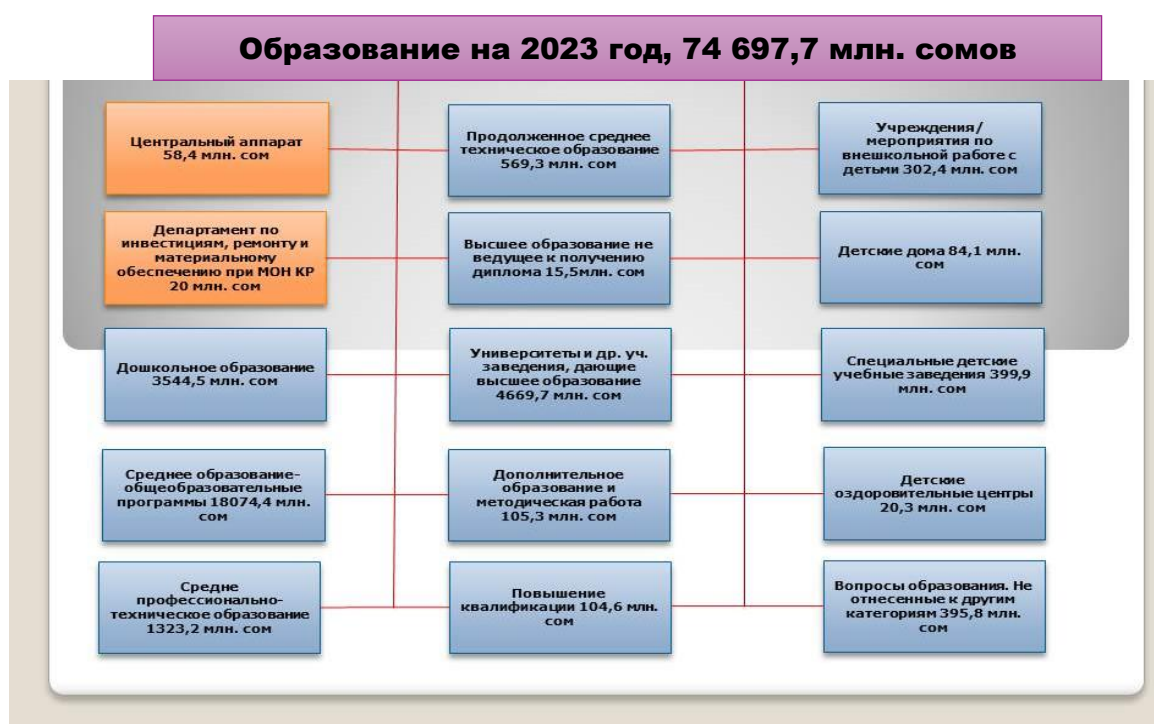 Образование на 2023 год, 74 697,7 млн. сомов
Центральный аппарат
58,4 млн. сом
Продолженное среднее
техническое образование
569,3 млн. сом
Учреждения/
мероприятия по
внешкольной работе с
детьми 302,4 млн. сом
Департамент по
инвестициям, ремонту и
материальному
обеспечению при МОН КР
20 млн. сом
Высшее образование не
ведущее к получению
диплома 15,5млн. сом
Детские дома 84,1 млн.
сом
Дошкольное образование
3544,5 млн. сом
Университеты и др. уч.
заведения, дающие
высшее образование
4669,7 млн. сом
Специальные детские
учебные заведения 399,9
млн. сом
Среднее образование-
общеобразовательные
программы 18074,4 млн.
сом
Дополнительное
образование и
методическая работа
105,3 млн. сом
Детские
оздоровительные центры
20,3 млн. сом
Средне
профессионально-
техническое образование
1323,2 млн. сом
Повышение
квалификации 104,6 млн.
сом
Вопросы образования. Не
отнесенные к другим
категориям 395,8 млн.
сом